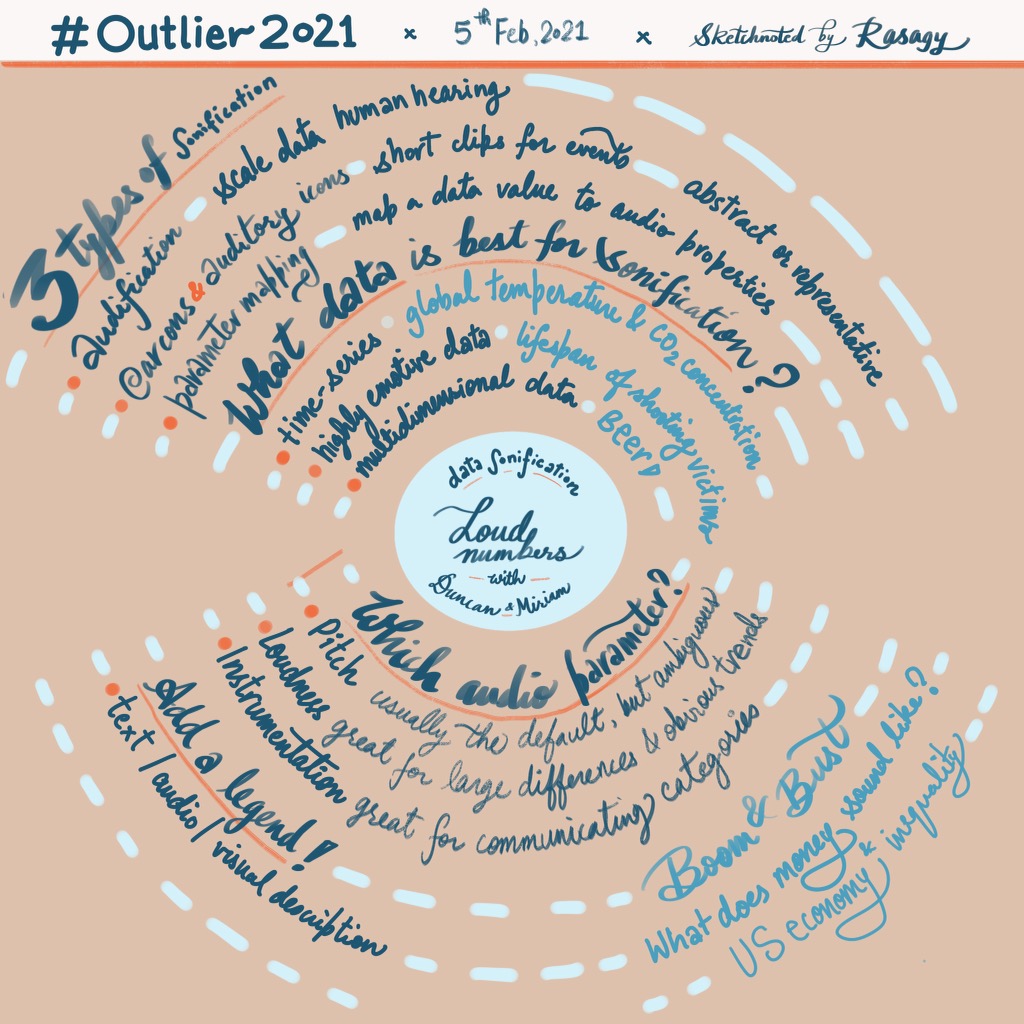 #Outlier2021 x 5th Feb, 2021 x Sketchnoted by Rasagy
3 types of Sonification
audification scale data human hearing
Earcons & auditory icons short clips for events abstract or representative
parameter mapping map a data value to audio properties
What data is best for Sonification?
time-series global temperature & CO2 concentration
highly emotive data lifespan of shooting victims
multidimensional data BEER!
data Sonification
Loud
numbers
with
Duncan & Miriam
Which audio parameter?
Pitch usually the default, but ambiguous
Loudness great for large differences & obvious trends
Instrumentation great for communicating categories
Add a legend!
text / audio / visual description
Boom & Bust
What does money sound like?
US economy & inequality